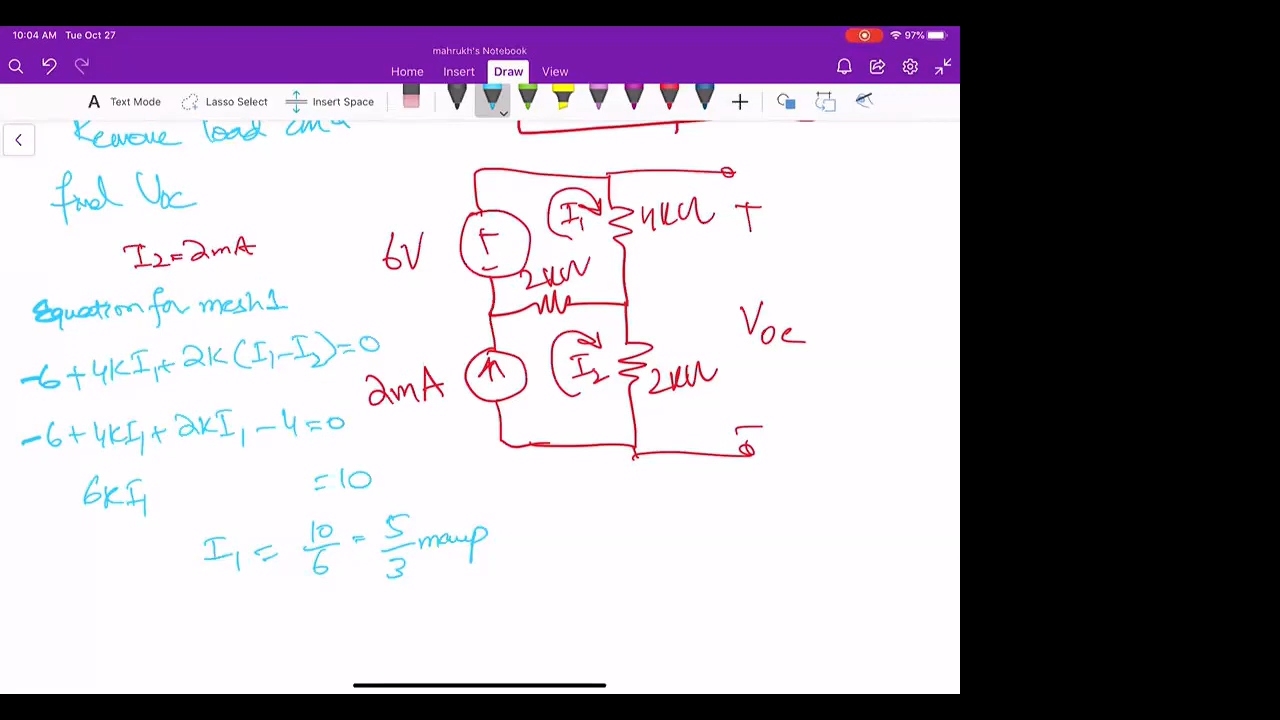 10:04 AM Tue Oct 27
97%
mahrukh's Notebook
Home Insert Draw View
A Text Mode Lasso Select Insert Space
Remove load
find Voc
I2=2mA
Equation for mesh1
-6+4KI1+2K(I1-I2)=0
-6+4KI1+2KI1-4=0
6KI1 =10
I1 = 10/6 = 5/3 mamp
I1
4KΩ
+
6V
+
-
2KΩ
Voc
I2
2mA
2KΩ
-